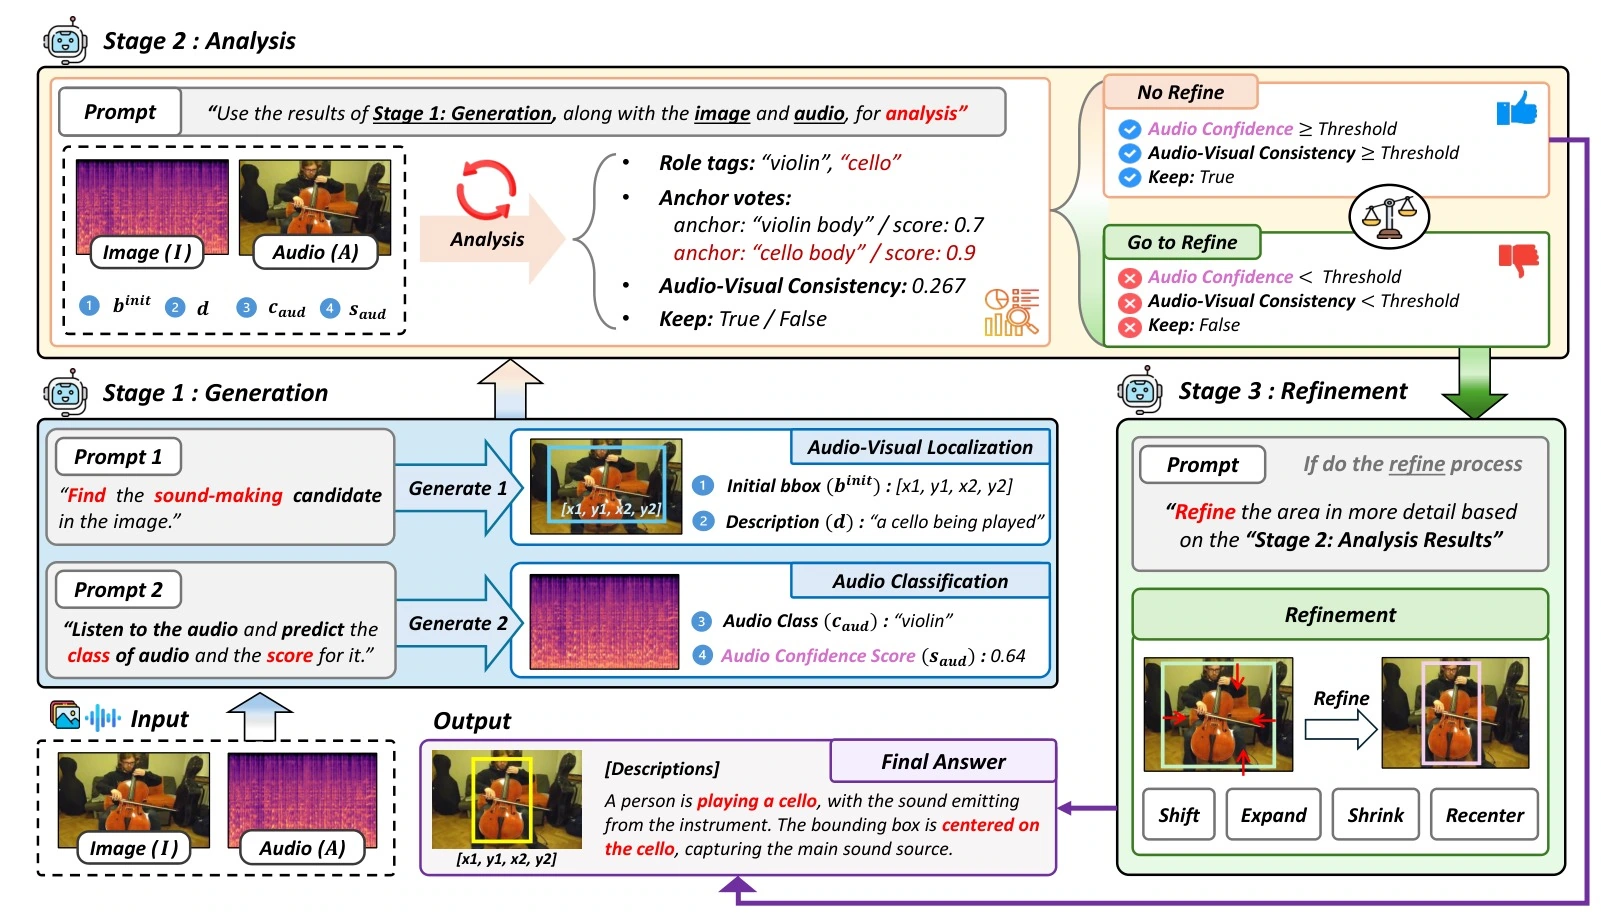 Stage 2 : Analysis
Prompt
“Use the results of Stage 1: Generation, along with the image and audio, for analysis”
Image (I)
Audio (A)
1 b^init 2 d 3 c_aud 4 s_aud
Analysis
• Role tags: “violin”, “cello”
• Anchor votes:
anchor: “violin body” / score: 0.7
anchor: “cello body” / score: 0.9
• Audio-Visual Consistency: 0.267
• Keep: True / False
No Refine
Audio Confidence ≥ Threshold
Audio-Visual Consistency ≥ Threshold
Keep: True
Go to Refine
Audio Confidence < Threshold
Audio-Visual Consistency < Threshold
Keep: False
Stage 1 : Generation
Prompt 1
“Find the sound-making candidate
in the image.”
Generate 1
[x1, y1, x2, y2]
Audio-Visual Localization
1 Initial bbox (b^init) : [x1, y1, x2, y2]
2 Description (d) : “a cello being played”
Prompt 2
“Listen to the audio and predict the
class of audio and the score for it.”
Generate 2
Audio Classification
3 Audio Class (c_aud) : “violin”
4 Audio Confidence Score (s_aud) : 0.64
Stage 3 : Refinement
Prompt
If do the refine process
“Refine the area in more detail based
on the “Stage 2: Analysis Results”
Refinement
Refine
Shift
Expand
Shrink
Recenter
Input
Image (I)
Audio (A)
Output
Final Answer
[x1, y1, x2, y2]
[Descriptions]
A person is playing a cello, with the sound emitting
from the instrument. The bounding box is centered on
the cello, capturing the main sound source.